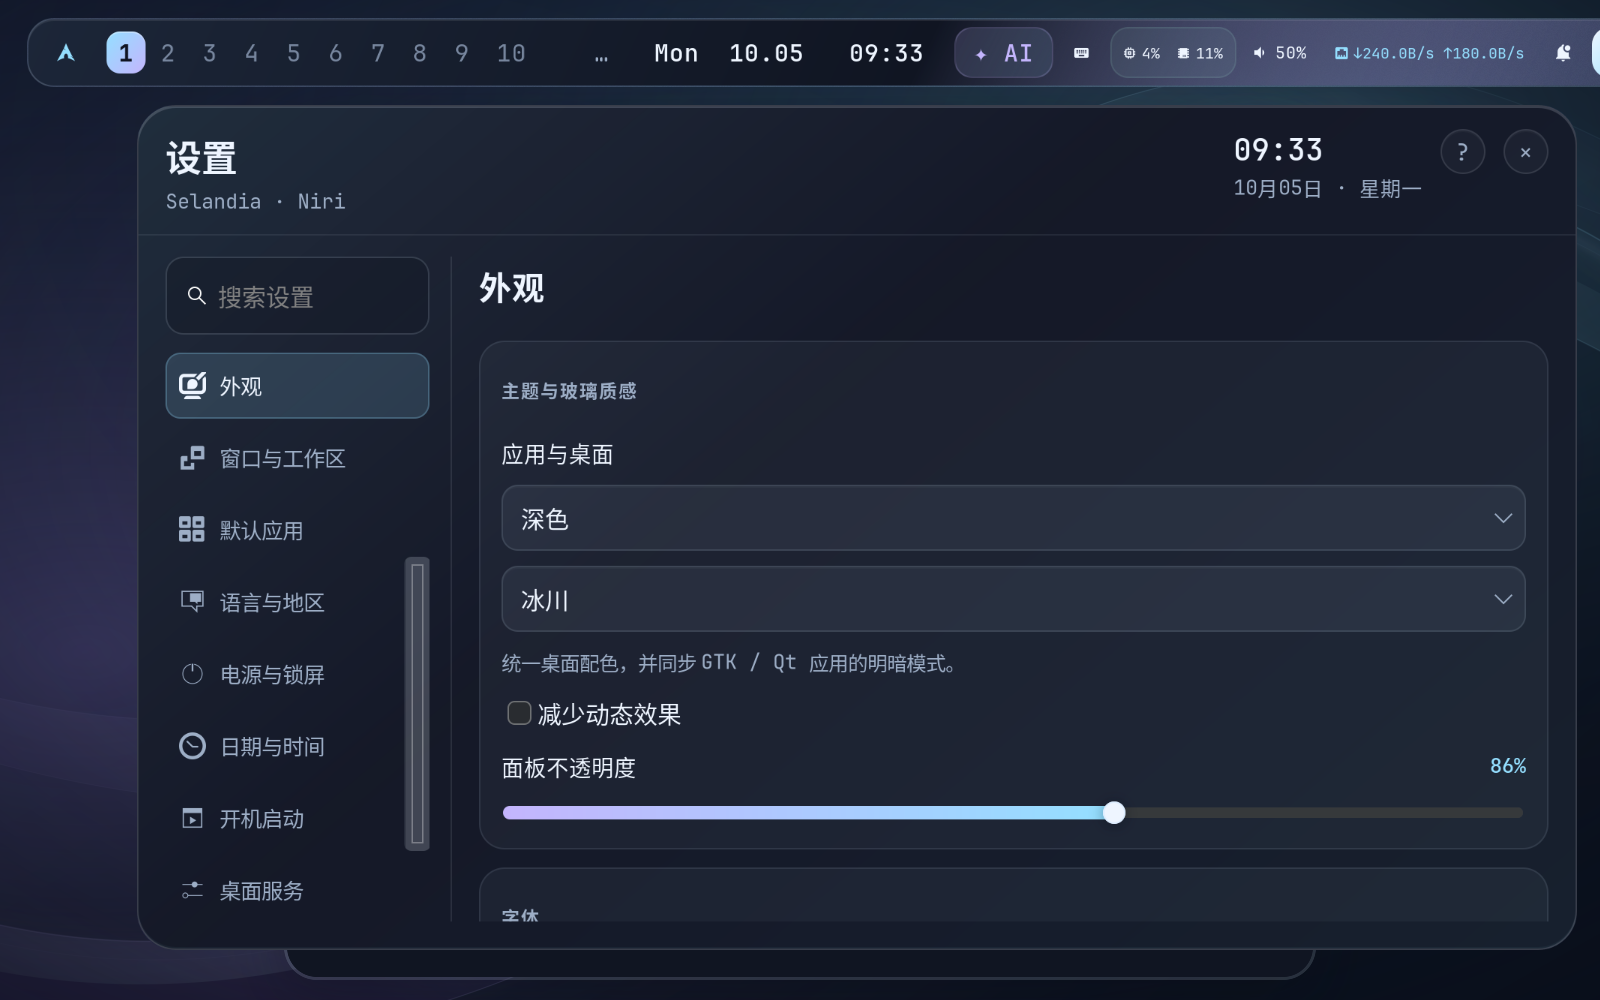 1 2 3 4 5 6 7 8 9 10 … Mon 10.05 09:33 ✦ AI 4% 11% 50% ↓240.0B/s ↑180.0B/s
设置
Selandia · Niri
09:33
10月05日 · 星期一
?
×
搜索设置
外观
窗口与工作区
默认应用
语言与地区
电源与锁屏
日期与时间
开机启动
桌面服务
外观
主题与玻璃质感
应用与桌面
深色
冰川
统一桌面配色，并同步 GTK / Qt 应用的明暗模式。
减少动态效果
面板不透明度 86%
字体